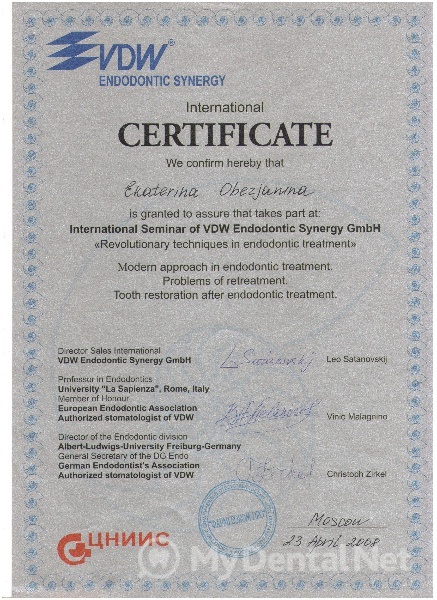 VDW®
ENDODONTIC SYNERGY
International
CERTIFICATE
We confirm hereby that
Ekaterina Obezjunina
is granted to assure that takes part at:
International Seminar of VDW Endodontic Synergy GmbH
«Revolutionary techniques in endodontic treatment»
Modern approach in endodontic treatment.
Problems of retreatment.
Tooth restoration after endodontic treatment.
Director Sales International
VDW Endodontic Synergy GmbH
Leo Satanovskij
Professor in Endodontics
University "La Sapienza", Rome, Italy
Member of Honour
European Endodontic Association
Authorized stomatologist of VDW
Vinio Malagnino
Director of the Endodontic division
Albert-Ludwigs-University Freiburg-Germany
General Secretary of the DG Endo
German Endodontist's Association
Authorized stomatologist of VDW
Christoph Zirkel
Moscow
23 April 2008
ЦНИИС
MyDentalNet